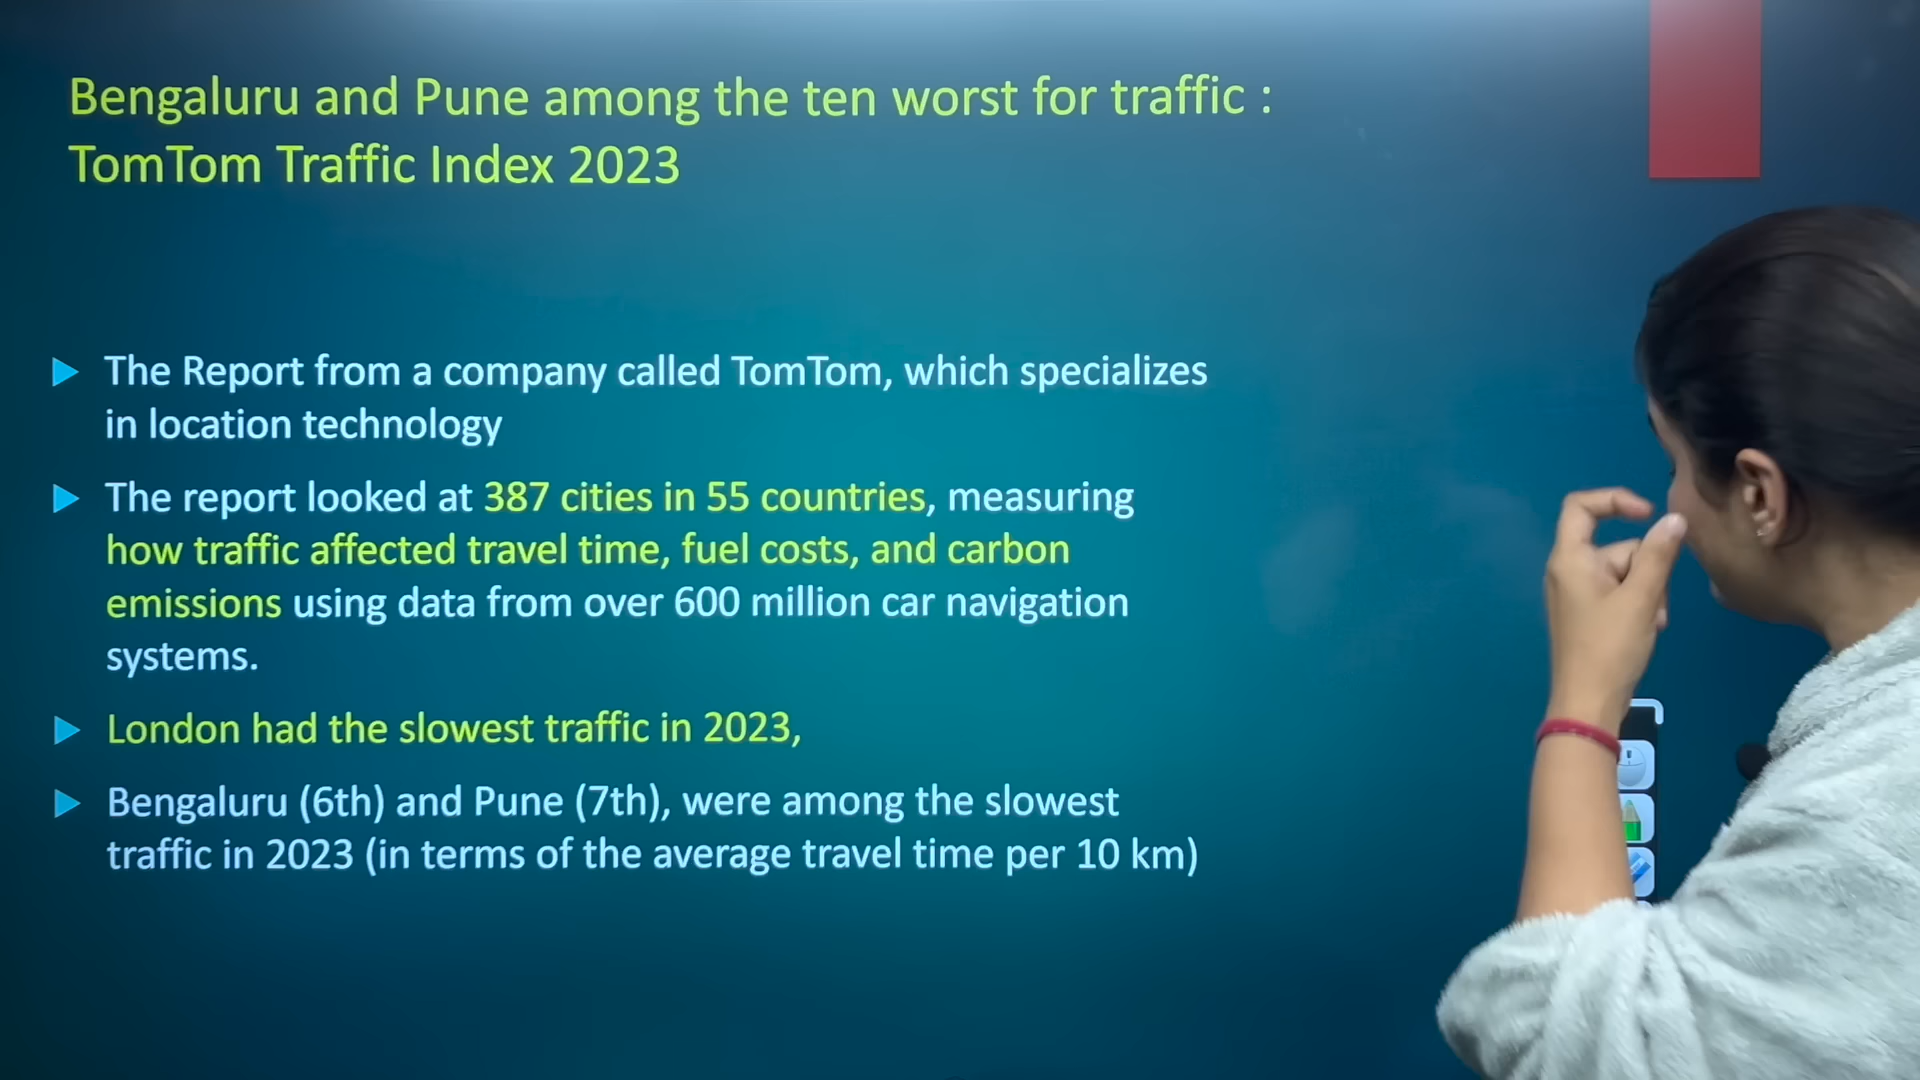 Bengaluru and Pune among the ten worst for traffic :
TomTom Traffic Index 2023
The Report from a company called TomTom, which specializes
in location technology
The report looked at 387 cities in 55 countries, measuring
how traffic affected travel time, fuel costs, and carbon
emissions using data from over 600 million car navigation
systems.
London had the slowest traffic in 2023,
Bengaluru (6th) and Pune (7th), were among the slowest
traffic in 2023 (in terms of the average travel time per 10 km)